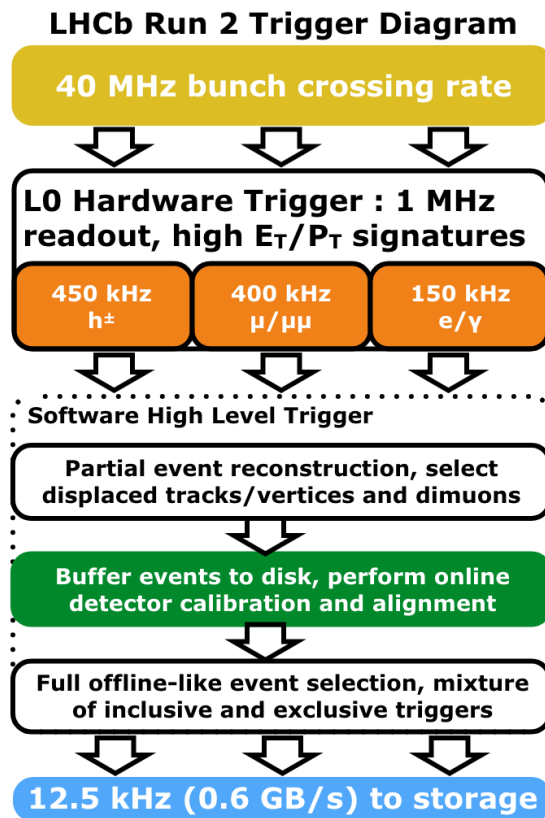 LHCb Run 2 Trigger Diagram
40 MHz bunch crossing rate
L0 Hardware Trigger : 1 MHz
readout, high E_T/P_T signatures
450 kHz
h±
400 kHz
μ/μμ
150 kHz
e/γ
Software High Level Trigger
Partial event reconstruction, select
displaced tracks/vertices and dimuons
Buffer events to disk, perform online
detector calibration and alignment
Full offline-like event selection, mixture
of inclusive and exclusive triggers
12.5 kHz (0.6 GB/s) to storage